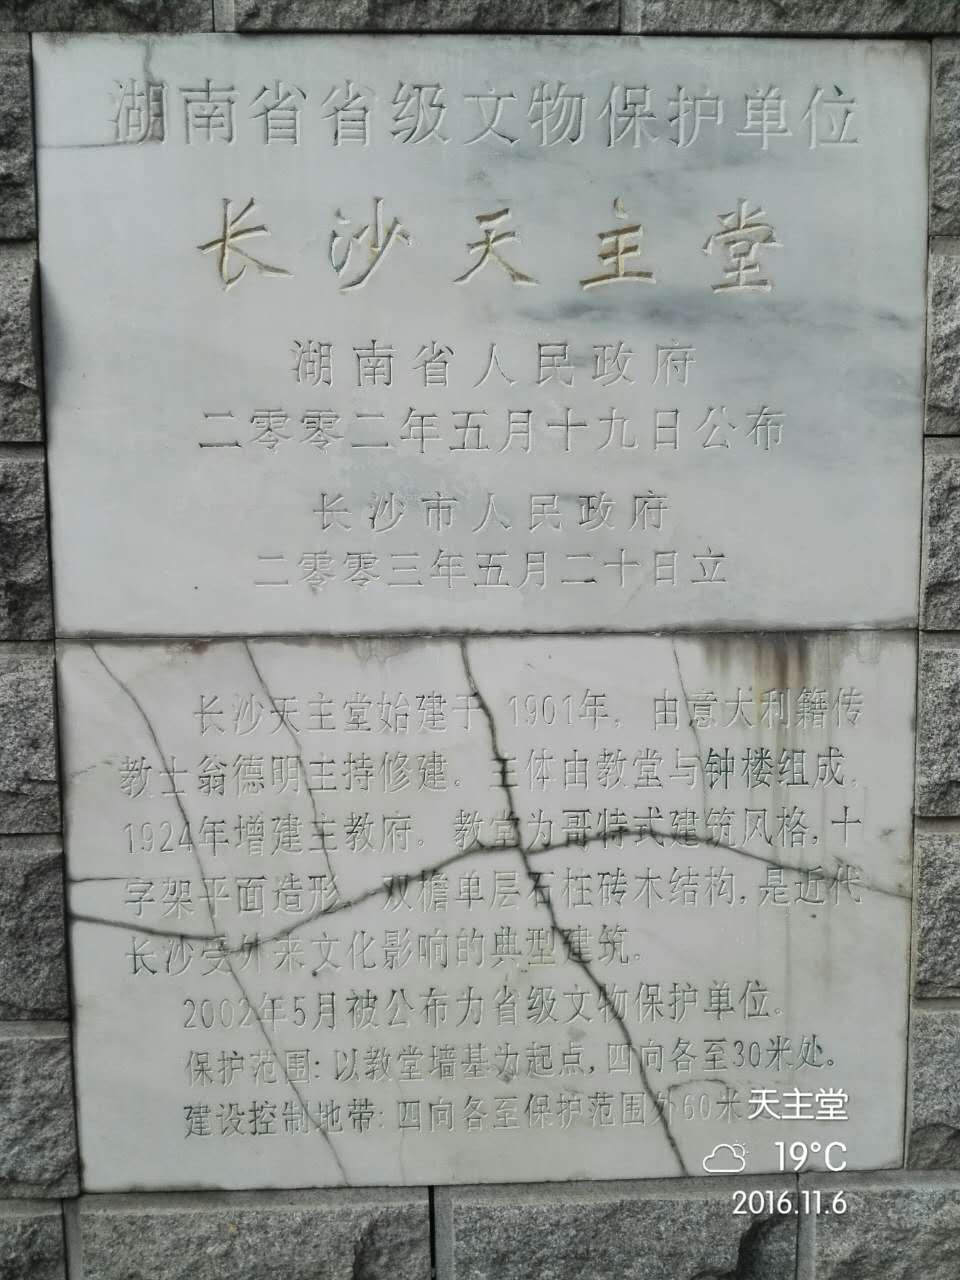 湖南省省级文物保护单位
长沙天主堂
湖南省人民政府
二零零二年五月十九日公布
长沙市人民政府
二零零三年五月二十日立
长沙天主堂始建于1901年，由意大利籍传
教士翁德明主持修建。主体由教堂与钟楼组成，
1924年增建主教府。教堂为哥特式建筑风格，十
字架平面造形，双檐单层石柱砖木结构，是近代
长沙受外来文化影响的典型建筑。
2002年5月被公布为省级文物保护单位。
保护范围：以教堂墙基为起点，四向各至30米处。
建设控制地带：四向各至保护范围外60米
天主堂
19°C
2016.11.6